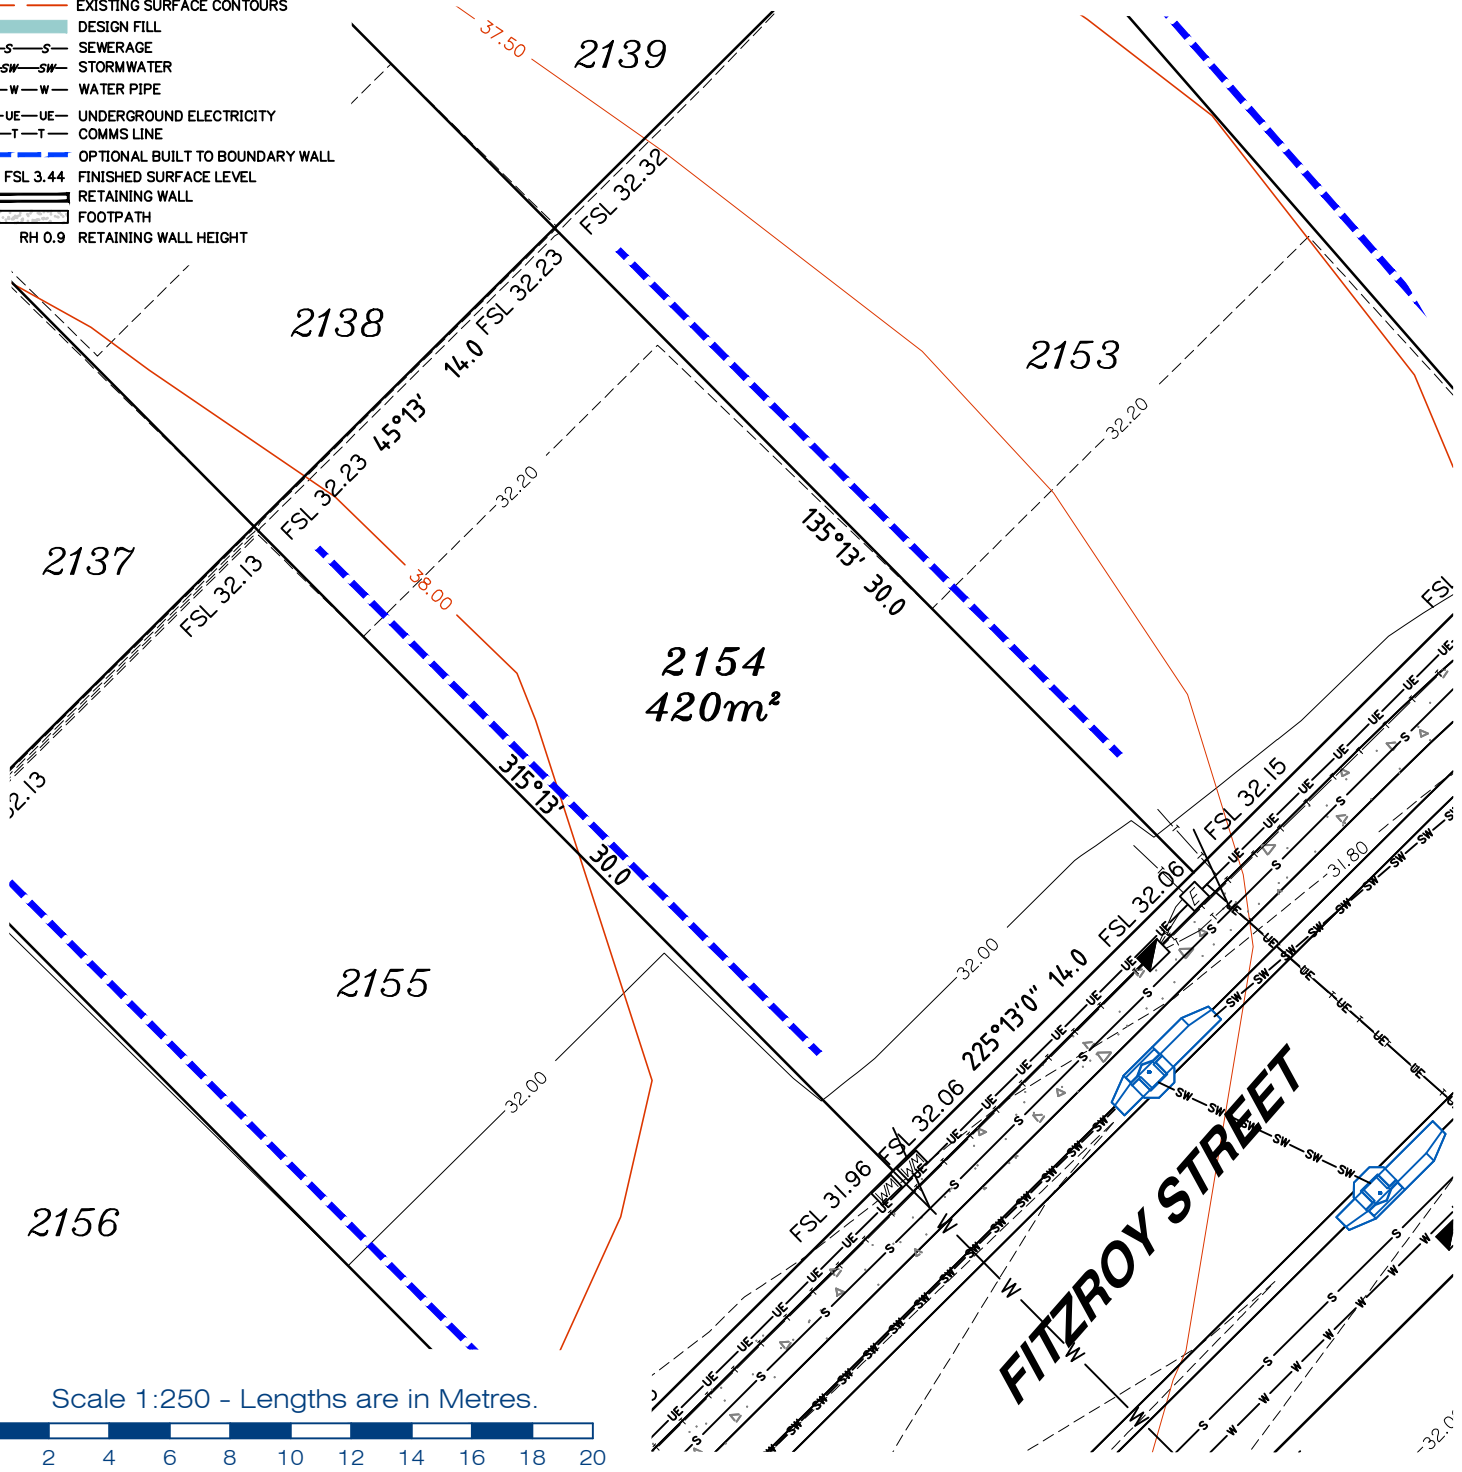 EXISTING SURFACE CONTOURS
DESIGN FILL
S S SEWERAGE
SW SW STORMWATER
W W WATER PIPE
UE UE UNDERGROUND ELECTRICITY
T T COMMS LINE
OPTIONAL BUILT TO BOUNDARY WALL
FSL 3.44 FINISHED SURFACE LEVEL
RETAINING WALL
FOOTPATH
RH 0.9 RETAINING WALL HEIGHT
37.50
2139
FSL 32.32
2138
FSL 32.23
14.0
45°13'
FSL 32.23
2153
32.20
32.20
2137
FSL 32.13
38.00
135°13' 30.0
2154
420m²
315°13'
30.0
FSL 32.15
31.80
FSL 32.06
E
32.00
225°13'0" 14.0
2155
32.00
FSL 32.06
FSL 31.96
WM
WM
2156
FITZROY STREET
Scale 1:250 - Lengths are in Metres.
2 4 6 8 10 12 14 16 18 20